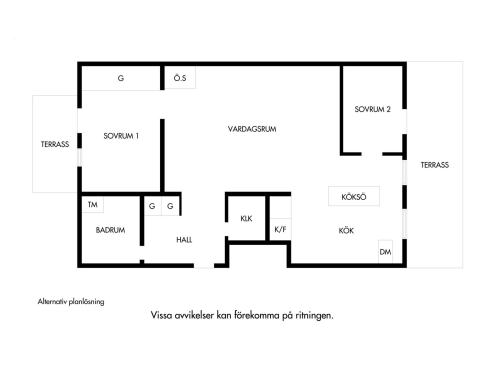 G
Ö.S
SOVRUM 1
VARDAGSRUM
SOVRUM 2
TERRASS
TERRASS
TM
G G
BADRUM
HALL
KLK
K/F
KÖKSÖ
KÖK
DM
Alternativ planlösning
Vissa avvikelser kan förekomma på ritningen.